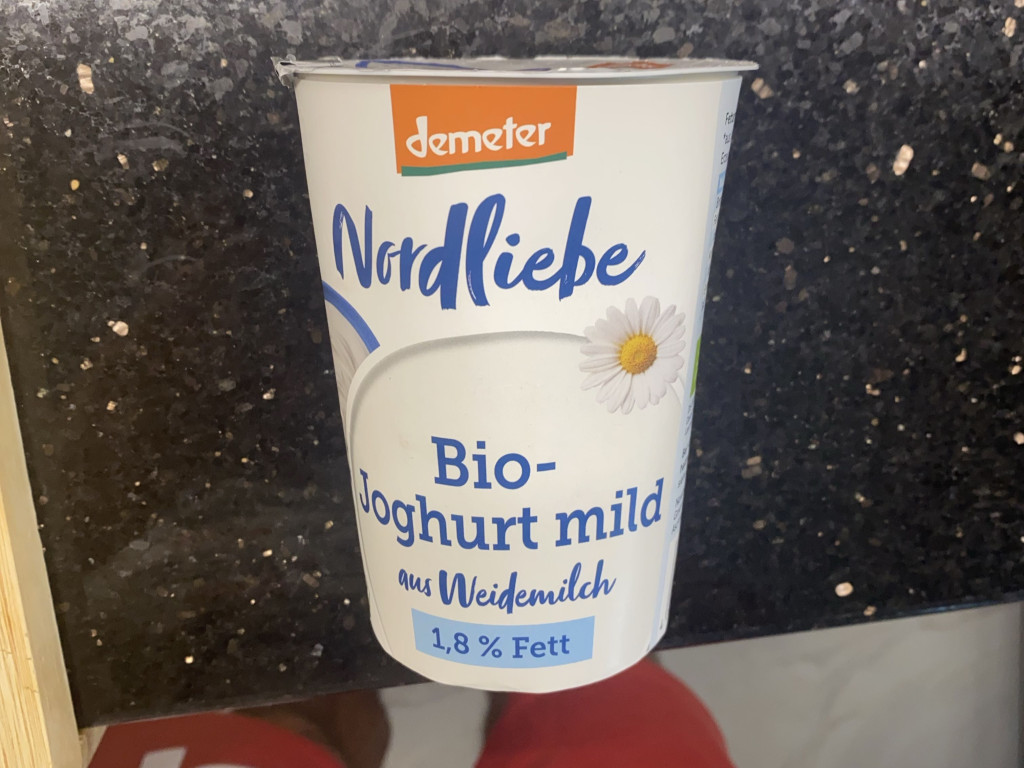 demeter
Nordliebe
Bio-
Joghurt mild
aus Weidemilch
1,8 % Fett